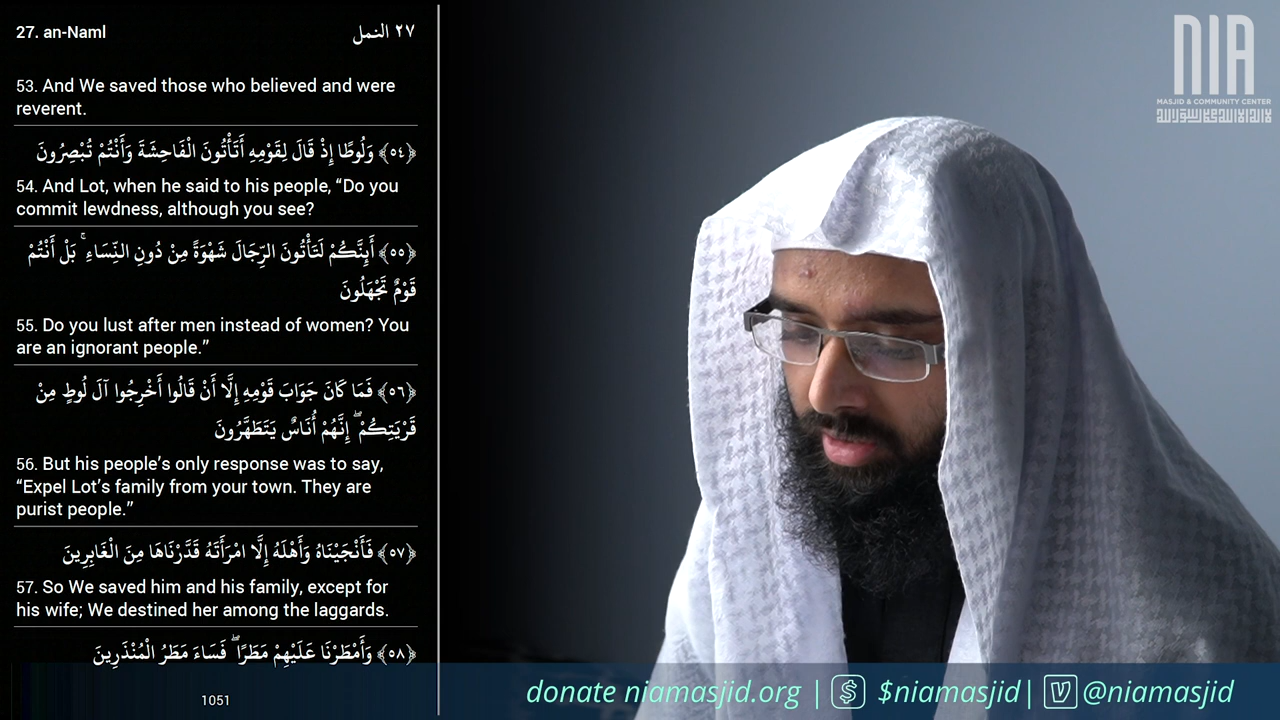 27. an-Naml
٢٧ النمل
53. And We saved those who believed and were
reverent.
﴿٥٤﴾ وَلُوطًا إِذْ قَالَ لِقَوْمِهِ أَتَأْتُونَ الْفَاحِشَةَ وَأَنْتُمْ تُبْصِرُونَ
54. And Lot, when he said to his people, “Do you
commit lewdness, although you see?
﴿٥٥﴾ أَئِنَّكُمْ لَتَأْتُونَ الرِّجَالَ شَهْوَةً مِنْ دُونِ النِّسَاءِ ۚ بَلْ أَنْتُمْ
قَوْمٌ تَجْهَلُونَ
55. Do you lust after men instead of women? You
are an ignorant people.”
﴿٥٦﴾ فَمَا كَانَ جَوَابَ قَوْمِهِ إِلَّا أَنْ قَالُوا أَخْرِجُوا آلَ لُوطٍ مِنْ
قَرْيَتِكُمْ ۖ إِنَّهُمْ أُنَاسٌ يَتَطَهَّرُونَ
56. But his people’s only response was to say,
“Expel Lot’s family from your town. They are
purist people.”
﴿٥٧﴾ فَأَنْجَيْنَاهُ وَأَهْلَهُ إِلَّا امْرَأَتَهُ قَدَّرْنَاهَا مِنَ الْغَابِرِينَ
57. So We saved him and his family, except for
his wife; We destined her among the laggards.
﴿٥٨﴾ وَأَمْطَرْنَا عَلَيْهِمْ مَطَرًا ۖ فَسَاءَ مَطَرُ الْمُنْذَرِينَ
1051
NIA
MASJID & COMMUNITY CENTER
donate niamasjid.org | $ $niamasjid | V @niamasjid